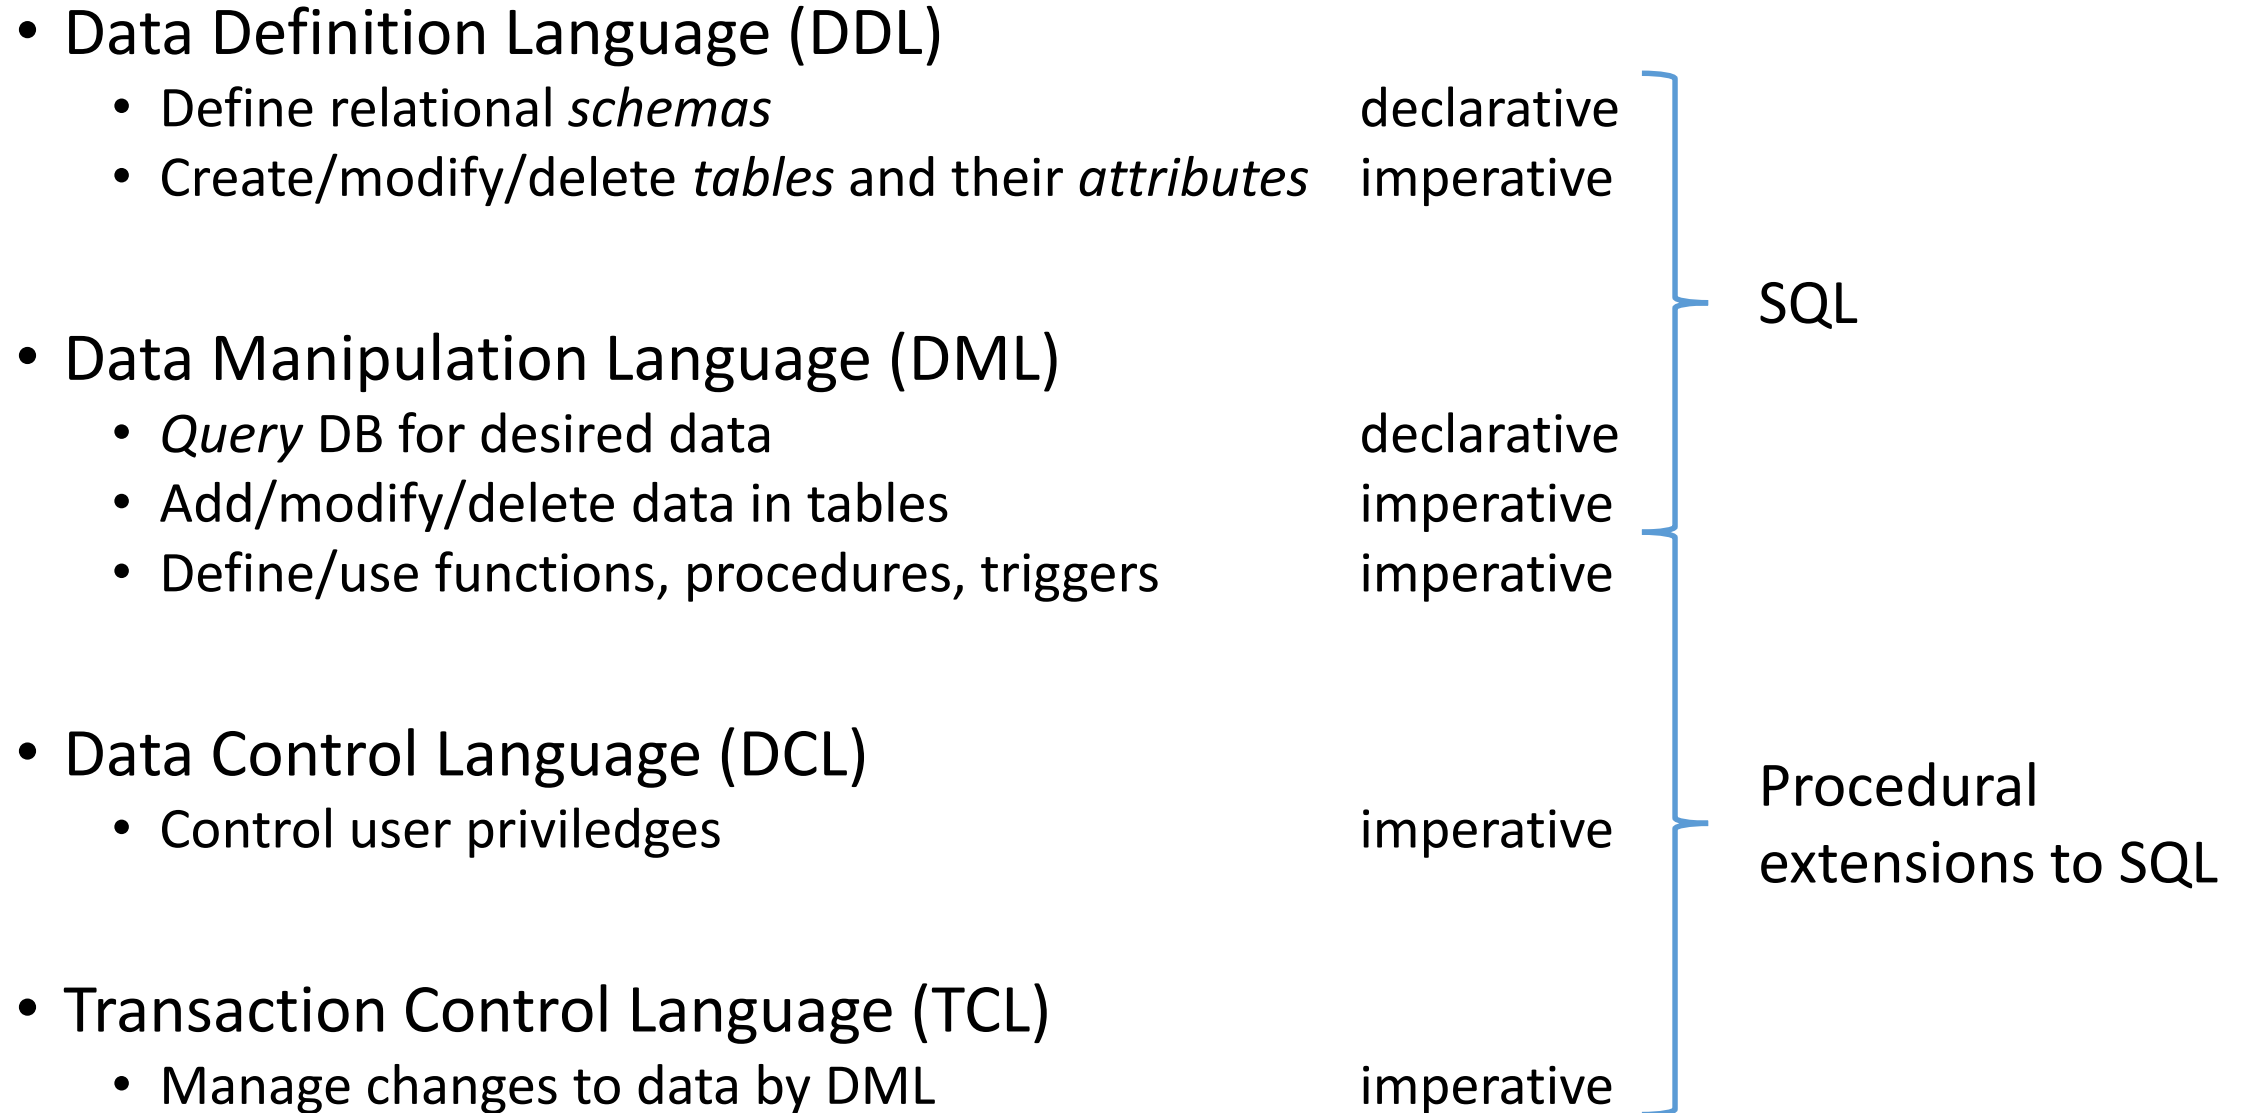 • Data Definition Language (DDL)
• Define relational schemas declarative
• Create/modify/delete tables and their attributes imperative
SQL
• Data Manipulation Language (DML)
• Query DB for desired data declarative
• Add/modify/delete data in tables imperative
• Define/use functions, procedures, triggers imperative
• Data Control Language (DCL)
• Control user priviledges imperative
Procedural
extensions to SQL
• Transaction Control Language (TCL)
• Manage changes to data by DML imperative